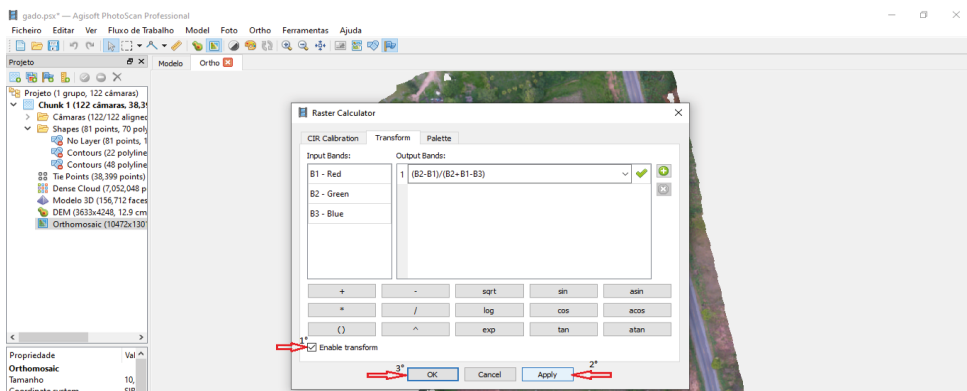 gado.psx* — Agisoft PhotoScan Professional
Ficheiro Editar Ver Fluxo de Trabalho Model Foto Ortho Ferramentas Ajuda
Projeto
Modelo Ortho
Projeto (1 grupo, 122 câmaras)
Chunk 1 (122 câmaras, 38,39
Câmaras (122/122 aligned
Shapes (81 points, 70 poly
No Layer (81 points, 1
Contours (22 polyline
Contours (48 polyline
Tie Points (38,399 points)
Dense Cloud (7,052,048 p
Modelo 3D (156,712 faces
DEM (3633x4248, 12.9 cm
Orthomosaic (10472x1301
Propriedade Val
Orthomosaic
Tamanho 10,
Coordinate system SIR
Raster Calculator
CIR Calibration Transform Palette
Input Bands: Output Bands:
B1 - Red
B2 - Green
B3 - Blue
1 (B2-B1)/(B2+B1-B3)
+ - sqrt sin asin
* / log cos acos
() ^ exp tan atan
1°
Enable transform
3° 2°
OK Cancel Apply